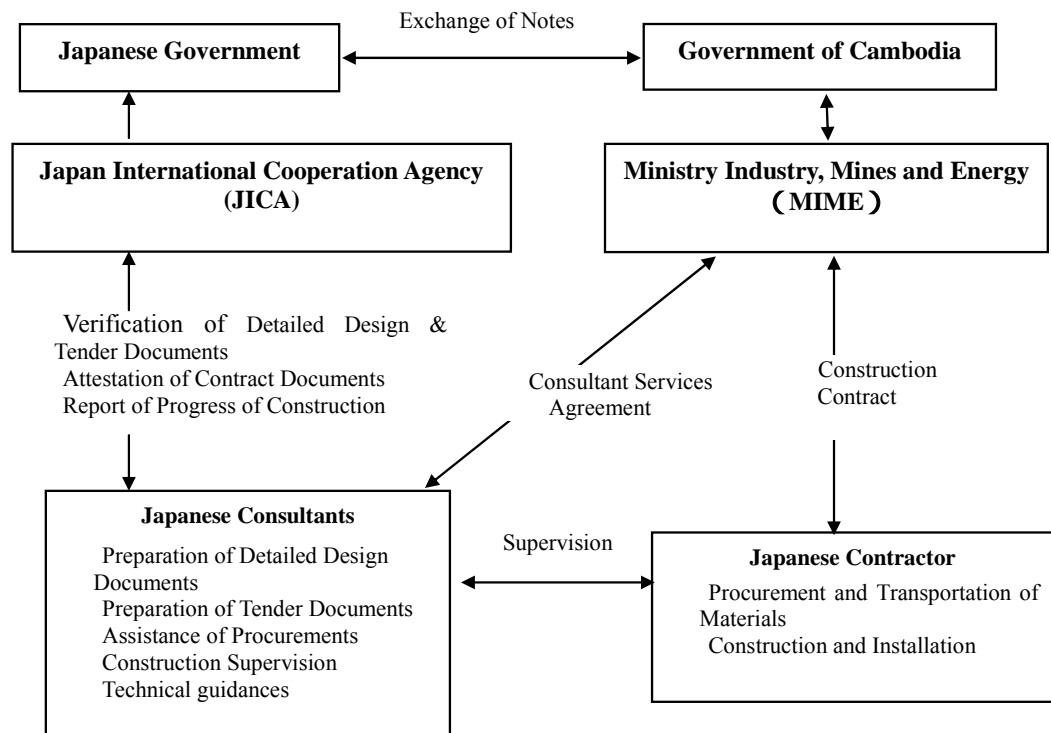 Exchange of Notes
Japanese Government
Government of Cambodia
Japan International Cooperation Agency
(JICA)
Ministry Industry, Mines and Energy
(MIME)
Verification of Detailed Design &
Tender Documents
Attestation of Contract Documents
Report of Progress of Construction
Consultant Services
Agreement
Construction
Contract
Japanese Consultants
Preparation of Detailed Design
Documents
Preparation of Tender Documents
Assistance of Procurements
Construction Supervision
Technical guidances
Supervision
Japanese Contractor
Procurement and Transportation of
Materials
Construction and Installation